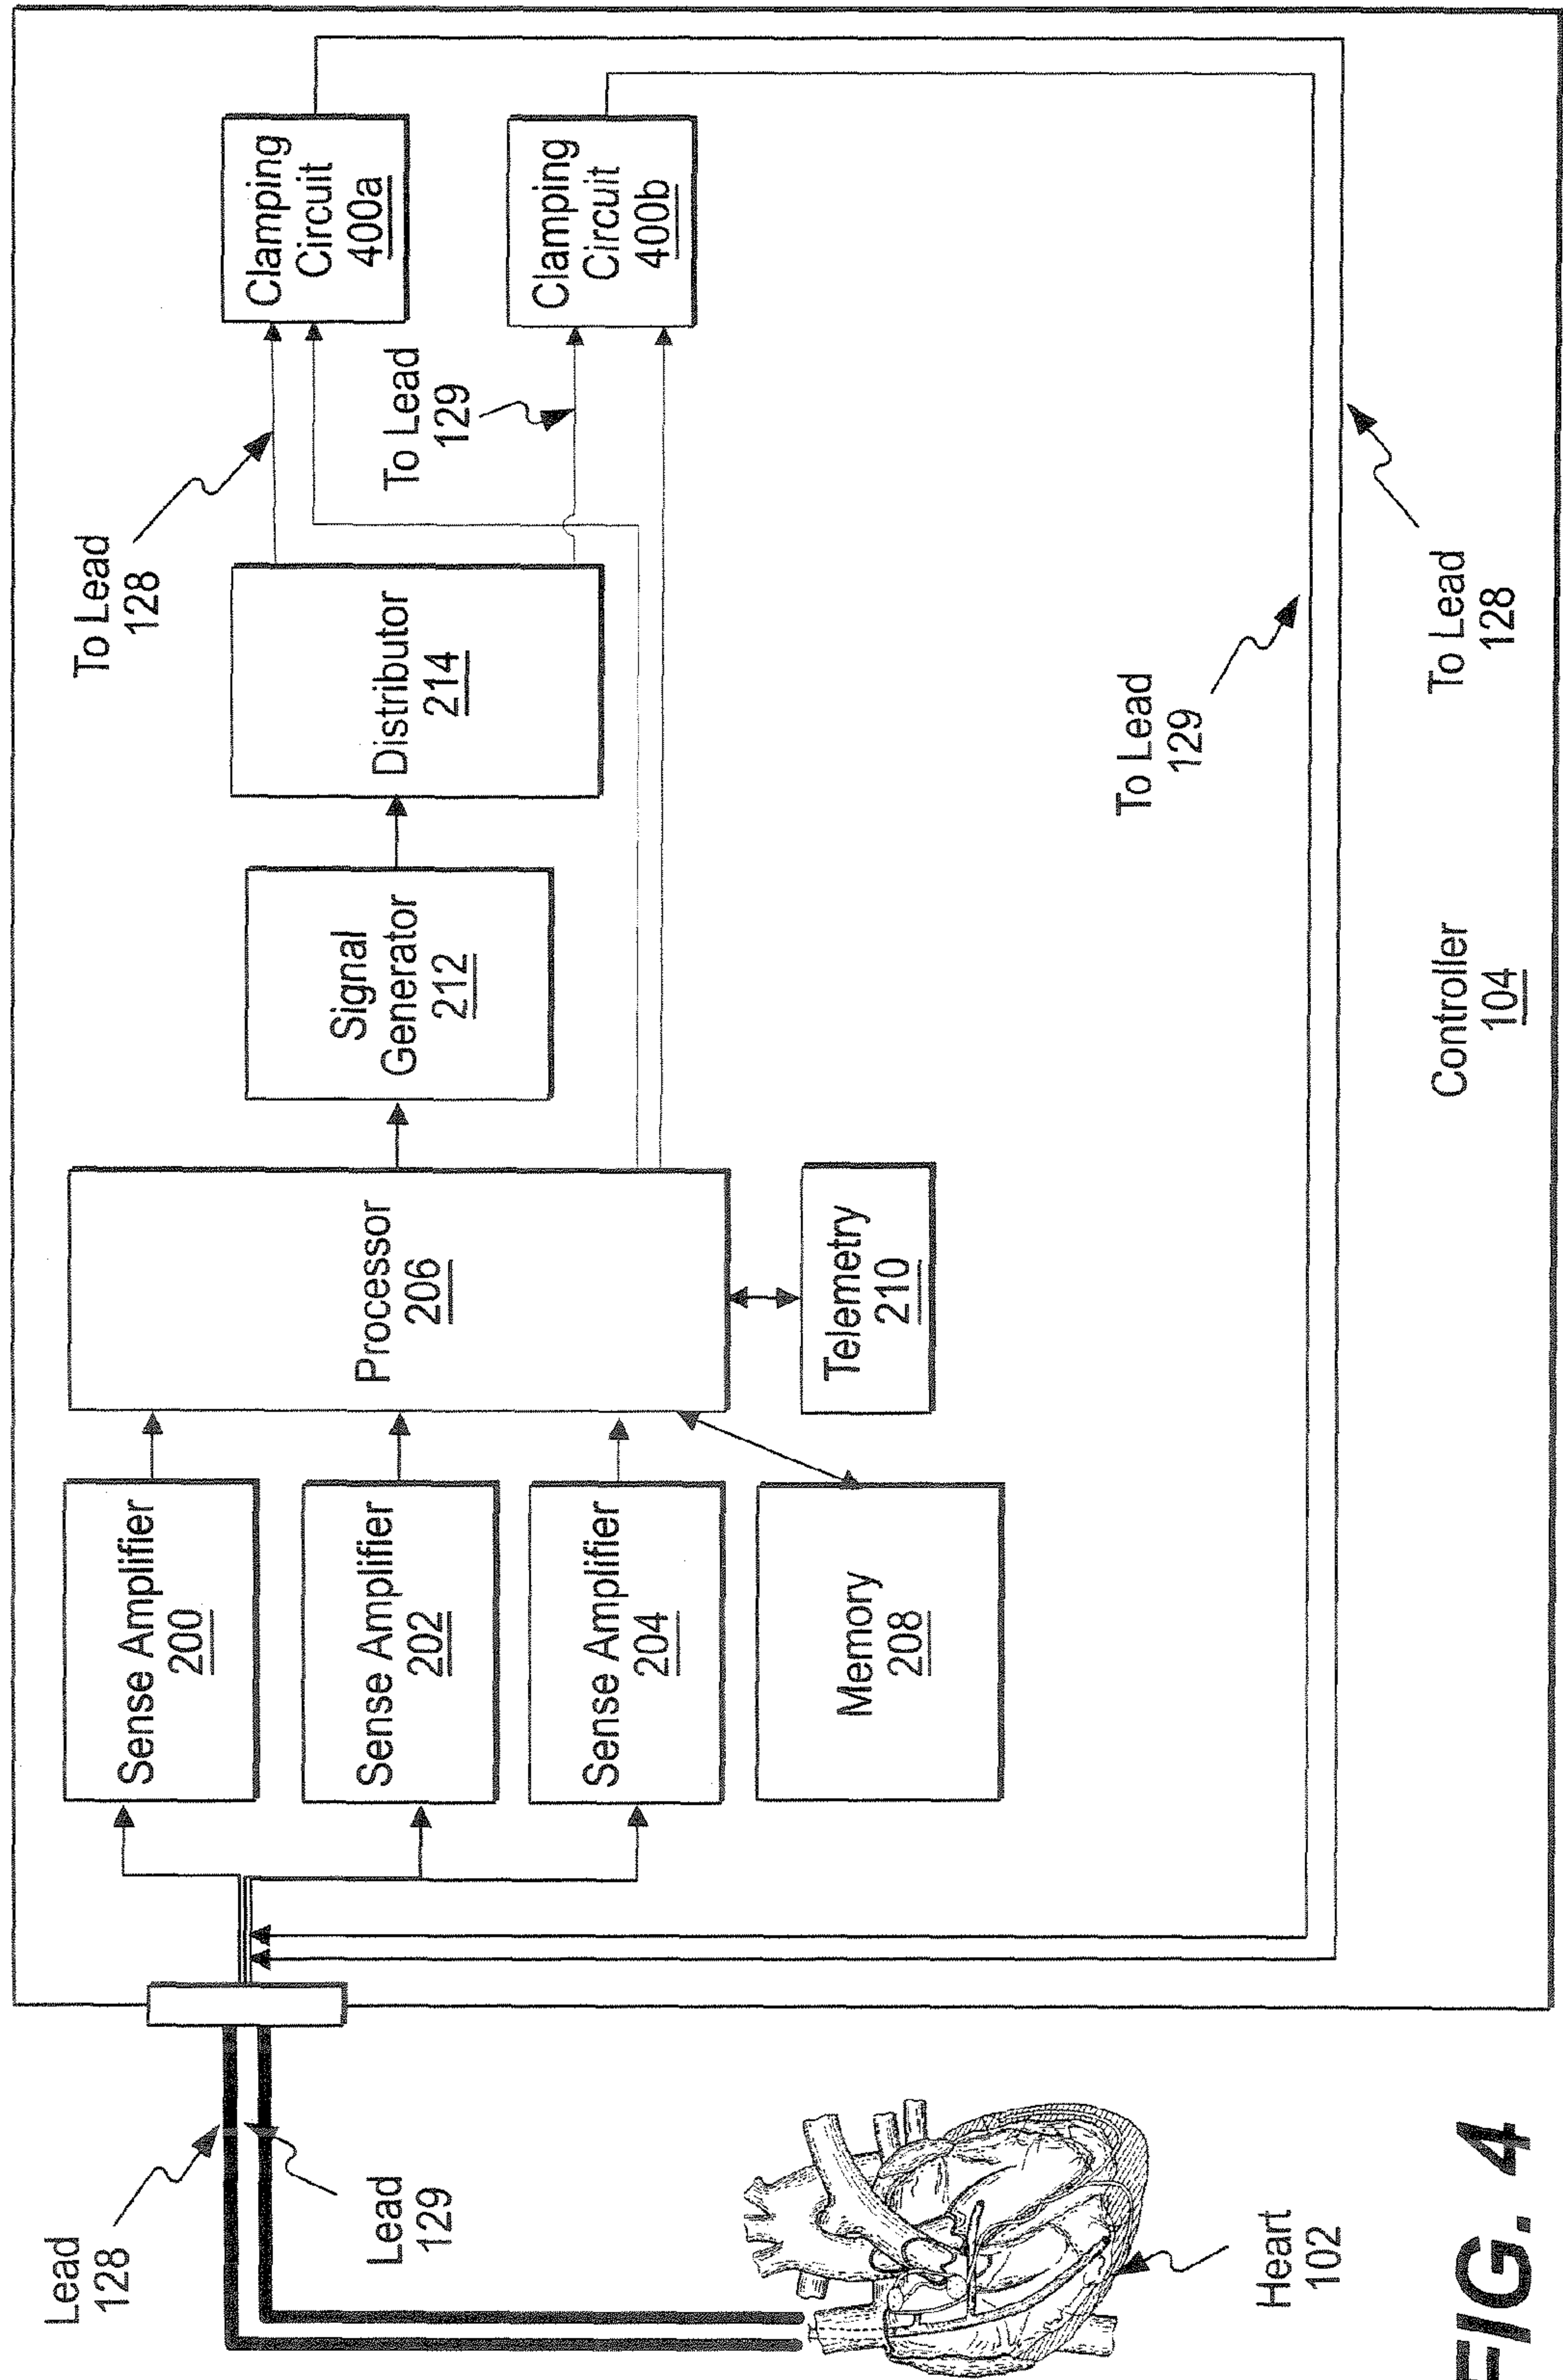 Lead
128
Lead
129
Heart
102
Sense Amplifier
200
Sense Amplifier
202
Sense Amplifier
204
Memory
208
Processor
206
Telemetry
210
Signal
Generator
212
Distributor
214
To Lead
128
To Lead
129
Clamping
Circuit
400a
Clamping
Circuit
400b
To Lead
129
To Lead
128
Controller
104
FIG. 4